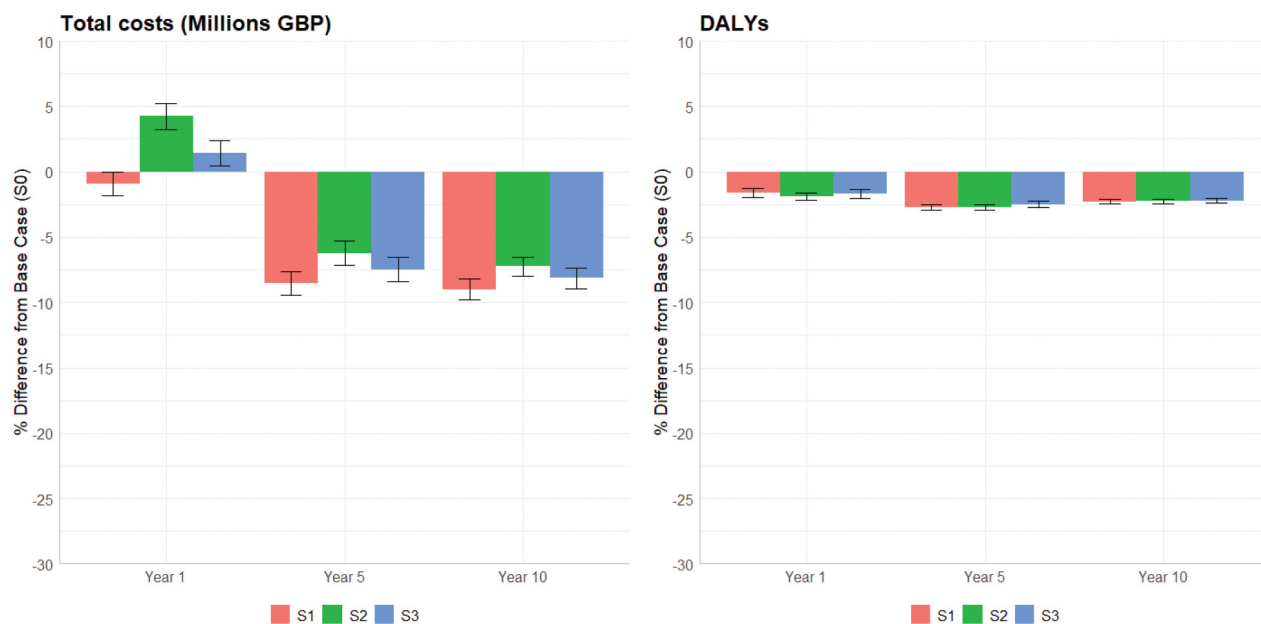 Total costs (Millions GBP)
% Difference from Base Case (S0)
10
5
0
-5
-10
-15
-20
-25
-30
Year 1 Year 5 Year 10
S1 S2 S3
DALYs
% Difference from Base Case (S0)
10
5
0
-5
-10
-15
-20
-25
-30
Year 1 Year 5 Year 10
S1 S2 S3